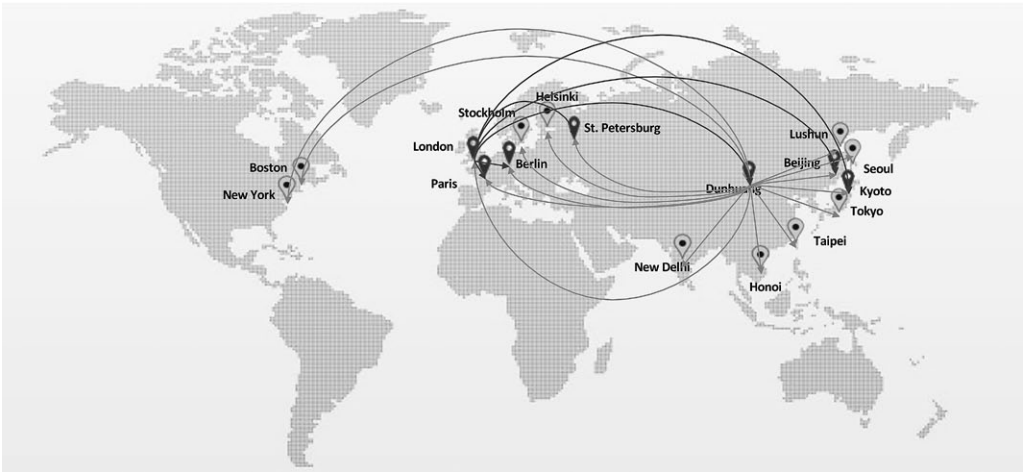 Helsinki
Stockholm
St. Petersburg
London
Lushun
Berlin
Beijing
Boston
Seoul
Paris
Dunhuang
Kyoto
New York
Tokyo
Taipei
New Delhi
Honoi